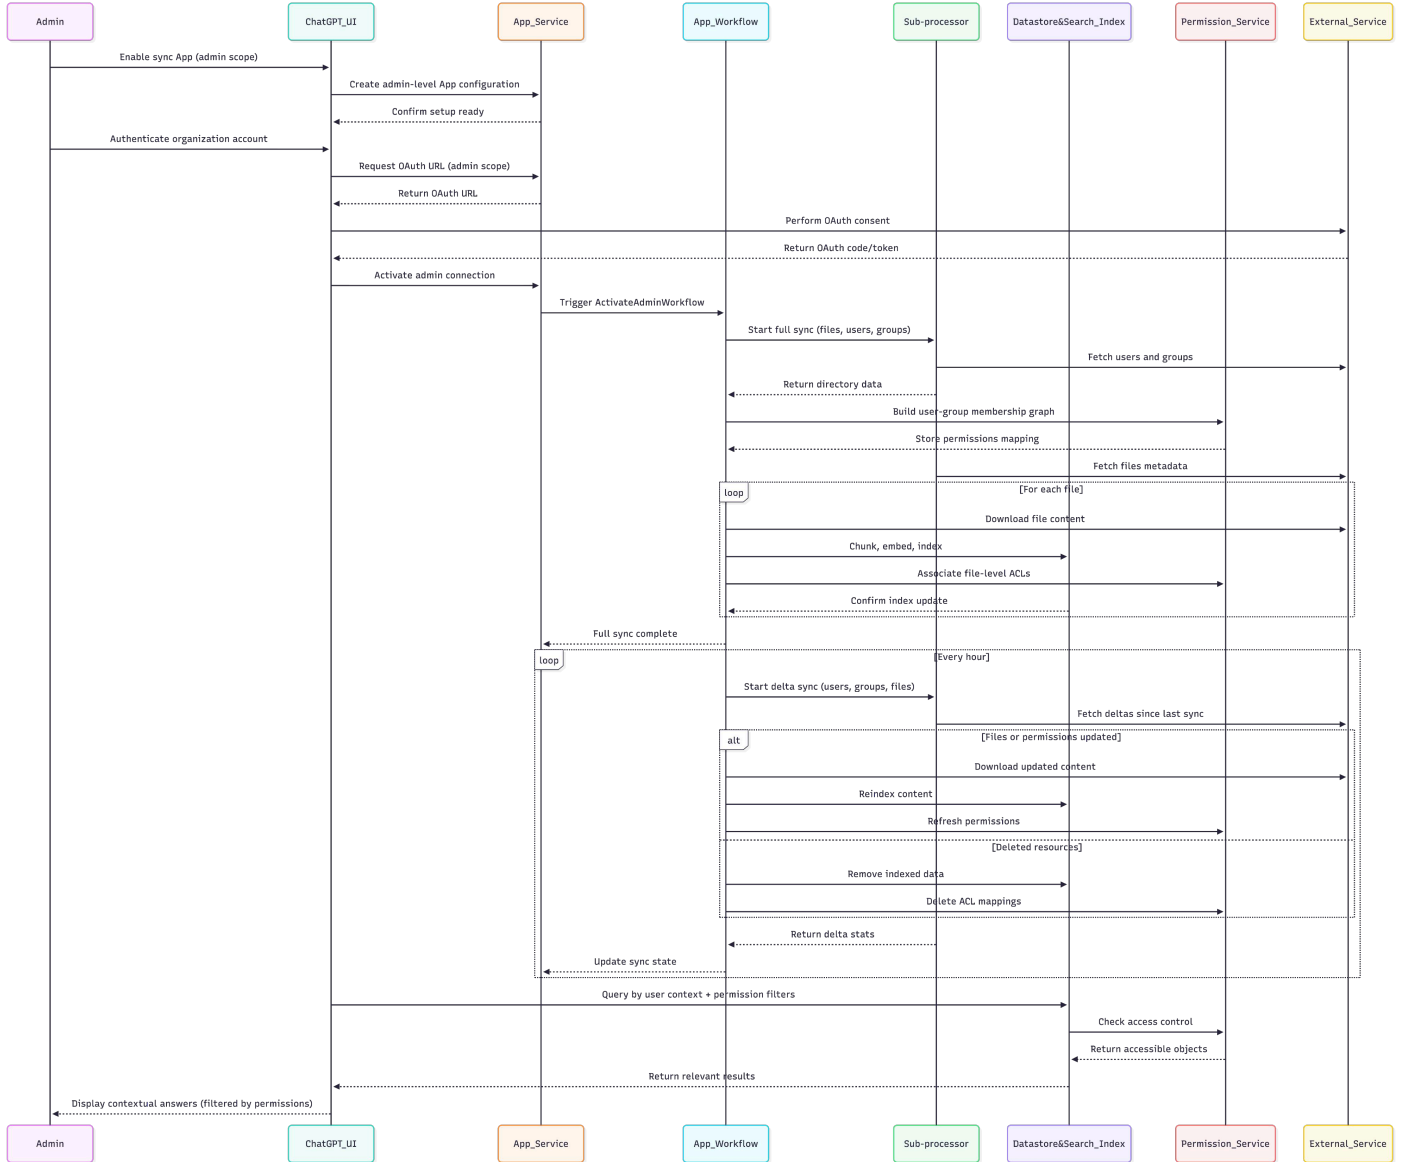 Admin
ChatGPT_UI
App_Service
App_Workflow
Sub-processor
Datastore&Search_Index
Permission_Service
External_Service
Enable sync App (admin scope)
Create admin-level App configuration
Confirm setup ready
Authenticate organization account
Request OAuth URL (admin scope)
Return OAuth URL
Perform OAuth consent
Return OAuth code/token
Activate admin connection
Trigger ActivateAdminWorkflow
Start full sync (files, users, groups)
Fetch users and groups
Return directory data
Build user-group membership graph
Store permissions mapping
Fetch files metadata
loop
[For each file]
Download file content
Chunk, embed, index
Associate file-level ACLs
Confirm index update
Full sync complete
loop
[Every hour]
Start delta sync (users, groups, files)
Fetch deltas since last sync
alt
[Files or permissions updated]
Download updated content
Reindex content
Refresh permissions
[Deleted resources]
Remove indexed data
Delete ACL mappings
Return delta stats
Update sync state
Query by user context + permission filters
Check access control
Return accessible objects
Return relevant results
Display contextual answers (filtered by permissions)
Admin
ChatGPT_UI
App_Service
App_Workflow
Sub-processor
Datastore&Search_Index
Permission_Service
External_Service